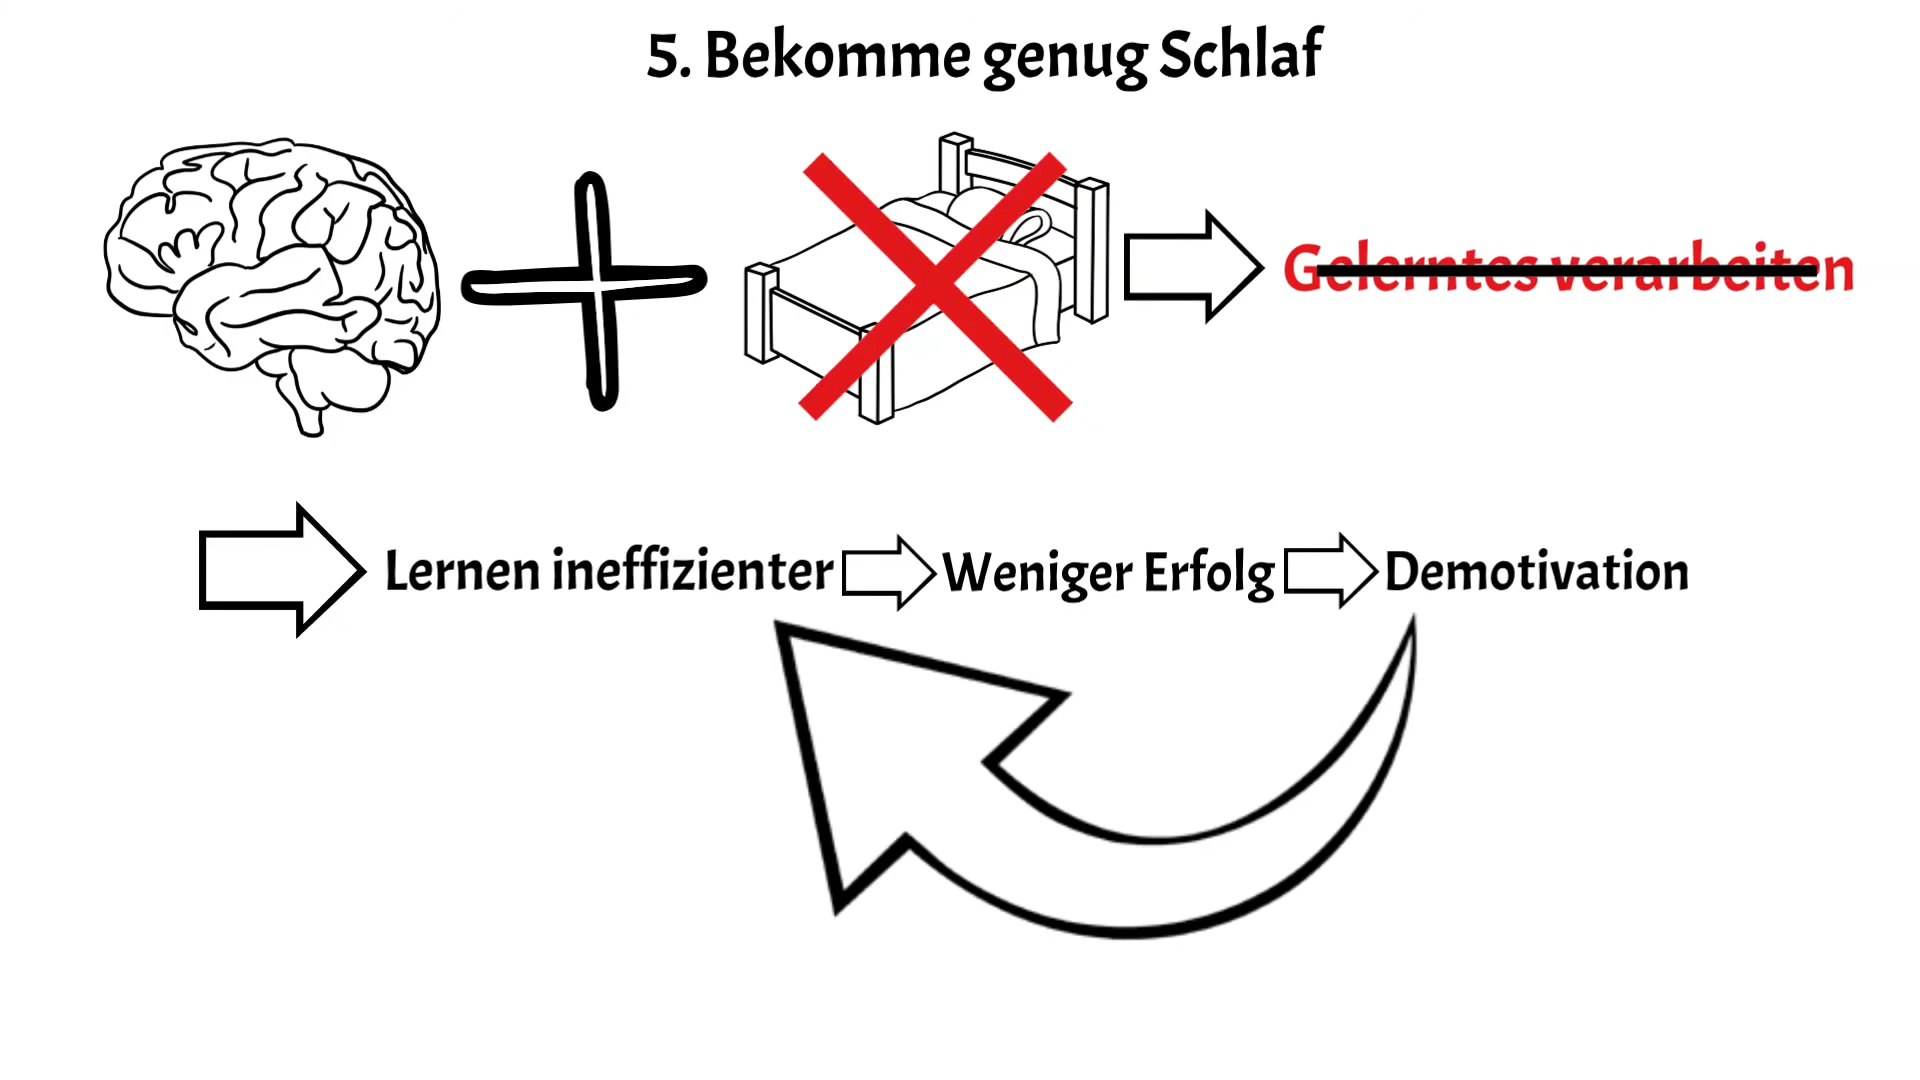 5. Bekomme genug Schlaf
Gelerntes verarbeiten
Lernen ineffizienter
Weniger Erfolg
Demotivation